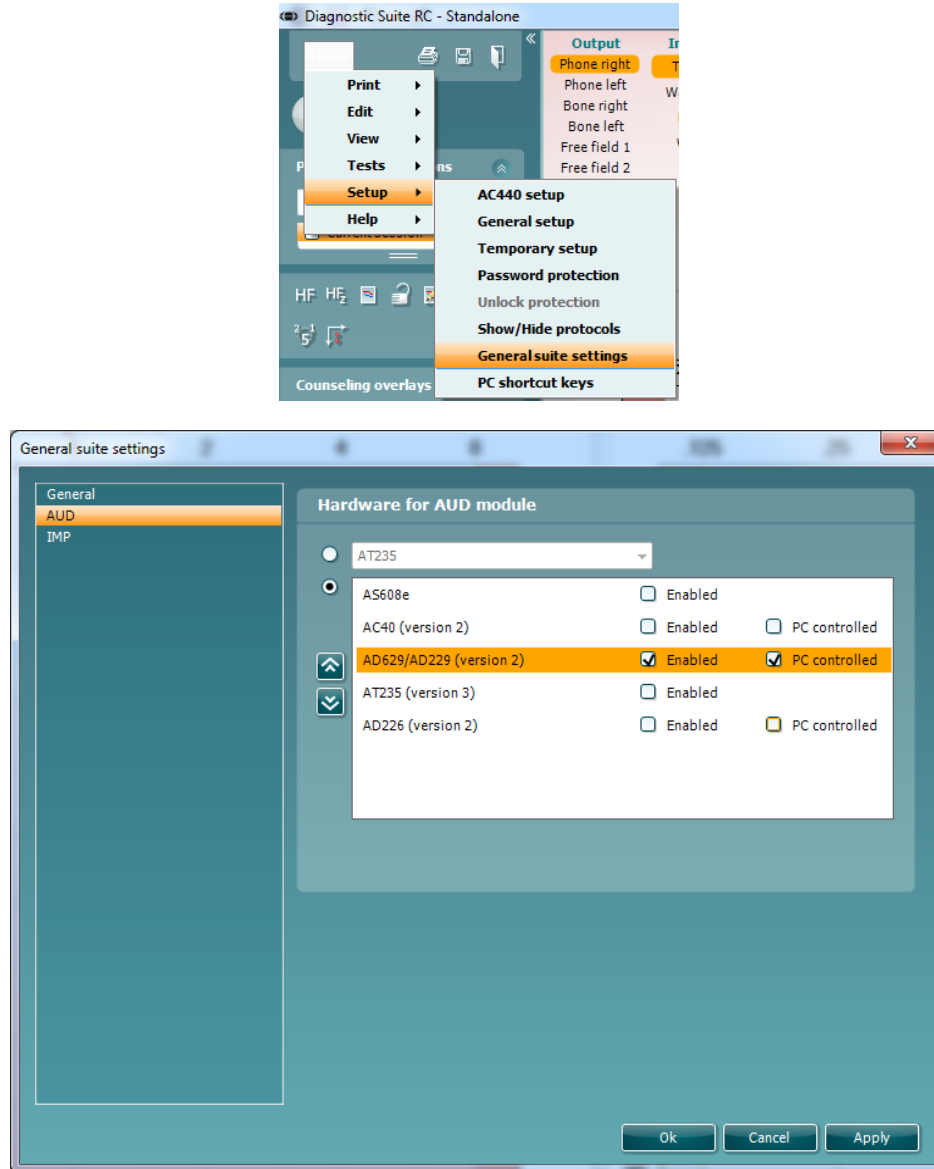 Diagnostic Suite RC - Standalone
Output
Phone right
Phone left
Bone right
Bone left
Free field 1
Free field 2
Print
Edit
View
Tests
Setup
Help
AC440 setup
General setup
Temporary setup
Password protection
Unlock protection
Show/Hide protocols
General suite settings
PC shortcut keys
HF HFz
Counseling overlays
General suite settings
General
AUD
IMP
Hardware for AUD module
AT235
AS608e Enabled
AC40 (version 2) Enabled PC controlled
AD629/AD229 (version 2) Enabled PC controlled
AT235 (version 3) Enabled
AD226 (version 2) Enabled PC controlled
Ok Cancel Apply